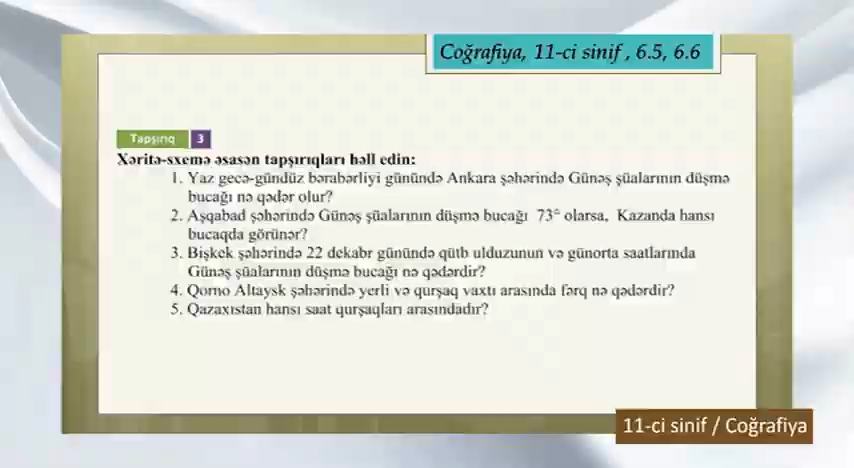 Coğrafiya, 11-ci sinif , 6.5, 6.6
Tapşırıq 3
Xəritə-sxemə əsasən tapşırıqları həll edin:
1. Yaz gecə-gündüz bərabərliyi günündə Ankara şəhərində Günəş şüalarının düşmə
bucağı nə qədər olur?
2. Aşqabad şəhərində Günəş şüalarının düşmə bucağı 73° olarsa, Kazanda hansı
bucaqda görünər?
3. Bişkek şəhərində 22 dekabr günündə qütb ulduzunun və günorta saatlarında
Günəş şüalarının düşmə bucağı nə qədərdir?
4. Qorno Altaysk şəhərində yerli və qurşaq vaxtı arasında fərq nə qədərdir?
5. Qazaxıstan hansı saat qurşaqları arasındadır?
11-ci sinif / Coğrafiya